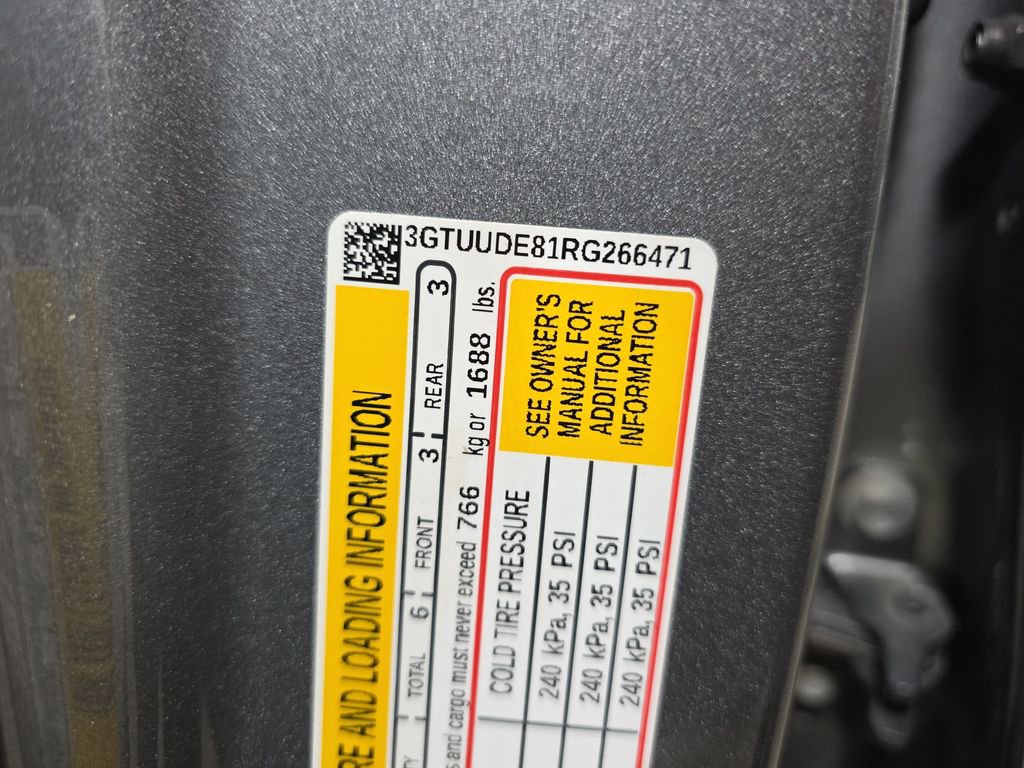 3GTUUDE81RG266471
RE AND LOADING INFORMATION
TY TOTAL 6 FRONT 3 REAR 3
s and cargo must never exceed 766 kg or 1688 lbs.
COLD TIRE PRESSURE
240 kPa, 35 PSI
240 kPa, 35 PSI
240 kPa, 35 PSI
SEE OWNER'S
MANUAL FOR
ADDITIONAL
INFORMATION